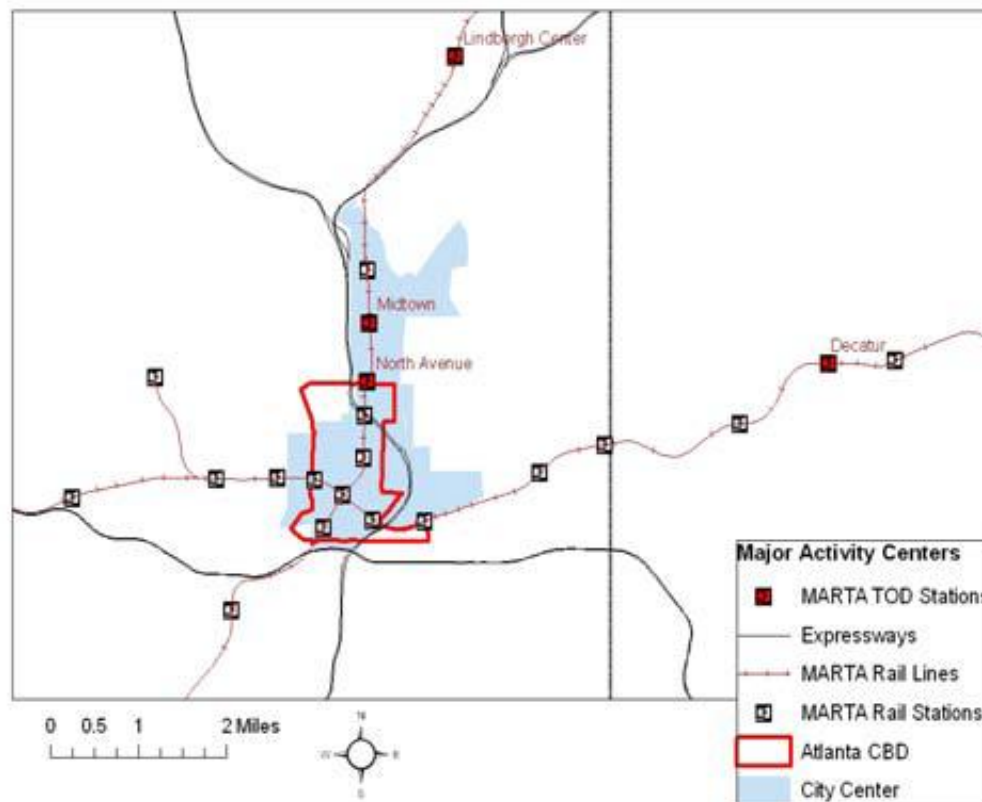 Lindbergh Center
Midtown
North Avenue
Decatur
Major Activity Centers
MARTA TOD Stations
Expressways
MARTA Rail Lines
MARTA Rail Stations
Atlanta CBD
City Center
0 0.5 1 2 Miles
N
W E
S